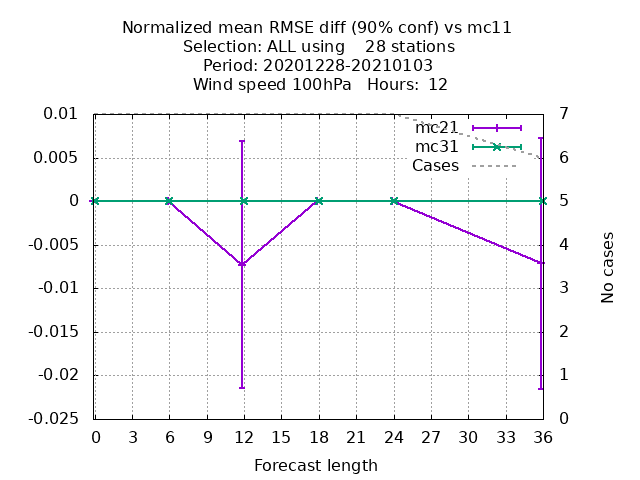 Normalized mean RMSE diff (90% conf) vs mc11
Selection: ALL using    28 stations
Period: 20201228-20210103
Wind speed 100hPa   Hours:  12
0.01
0.005
0
-0.005
-0.01
-0.015
-0.02
-0.025
mc21
mc31
Cases
7
6
5
4
3
2
1
0
No cases
0 3 6 9 12 15 18 21 24 27 30 33 36
Forecast length